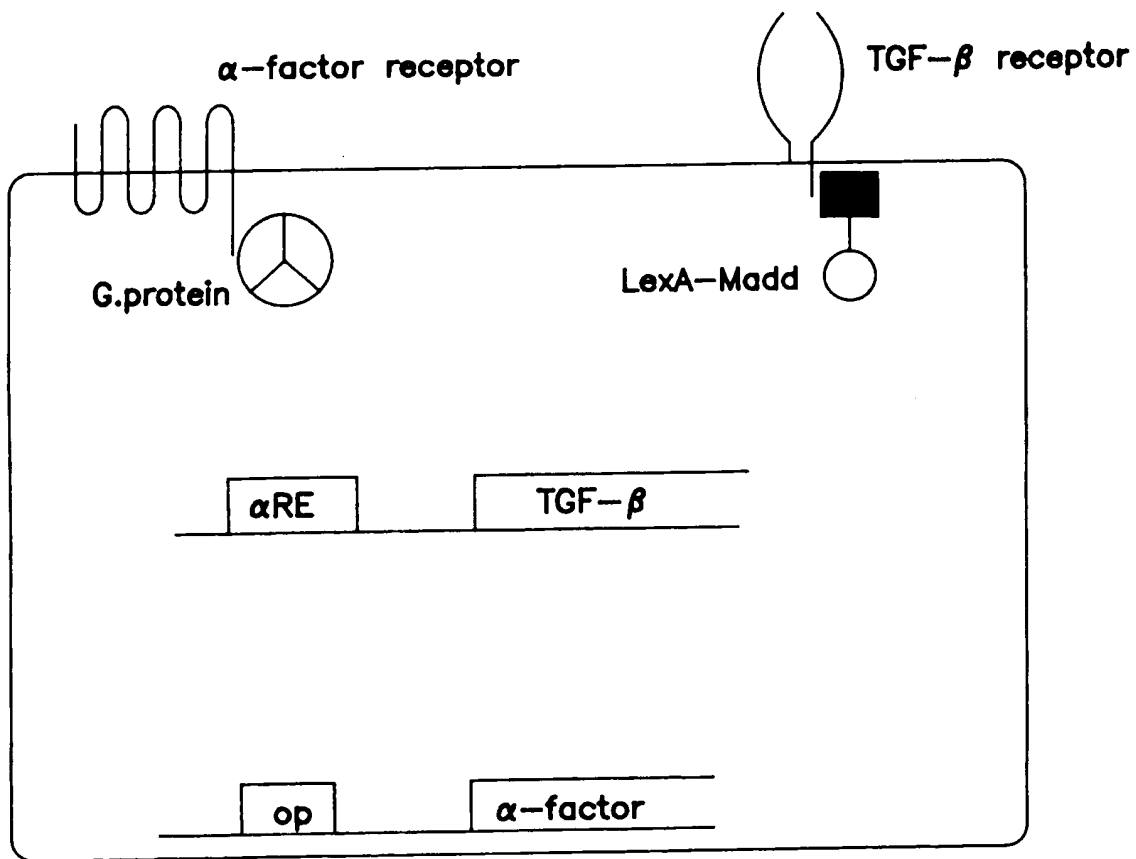 α-factor receptor
TGF-β receptor
G.protein
LexA-Madd
αRE
TGF-β
op
α-factor